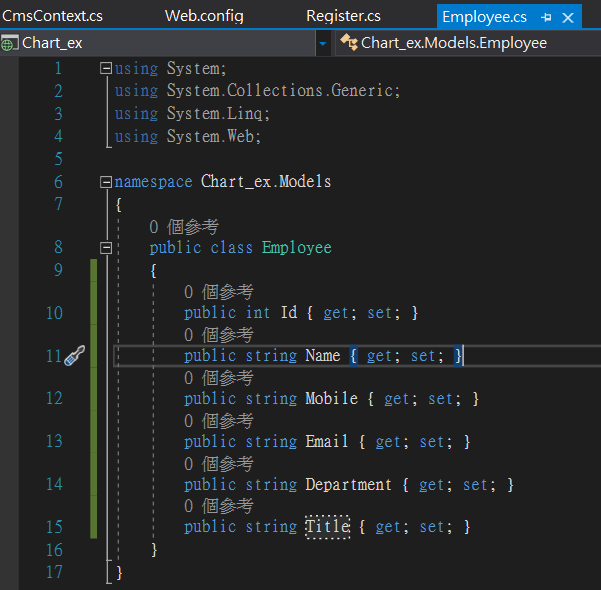 CmsContext.cs Web.config Register.cs Employee.cs
Chart_ex Chart_ex.Models.Employee
1 using System;
2 using System.Collections.Generic;
3 using System.Linq;
4 using System.Web;
5
6 namespace Chart_ex.Models
7 {
0 個參考
8 public class Employee
9 {
0 個參考
10 public int Id { get; set; }
0 個參考
11 public string Name { get; set; }
0 個參考
12 public string Mobile { get; set; }
0 個參考
13 public string Email { get; set; }
0 個參考
14 public string Department { get; set; }
0 個參考
15 public string Title { get; set; }
16 }
17 }